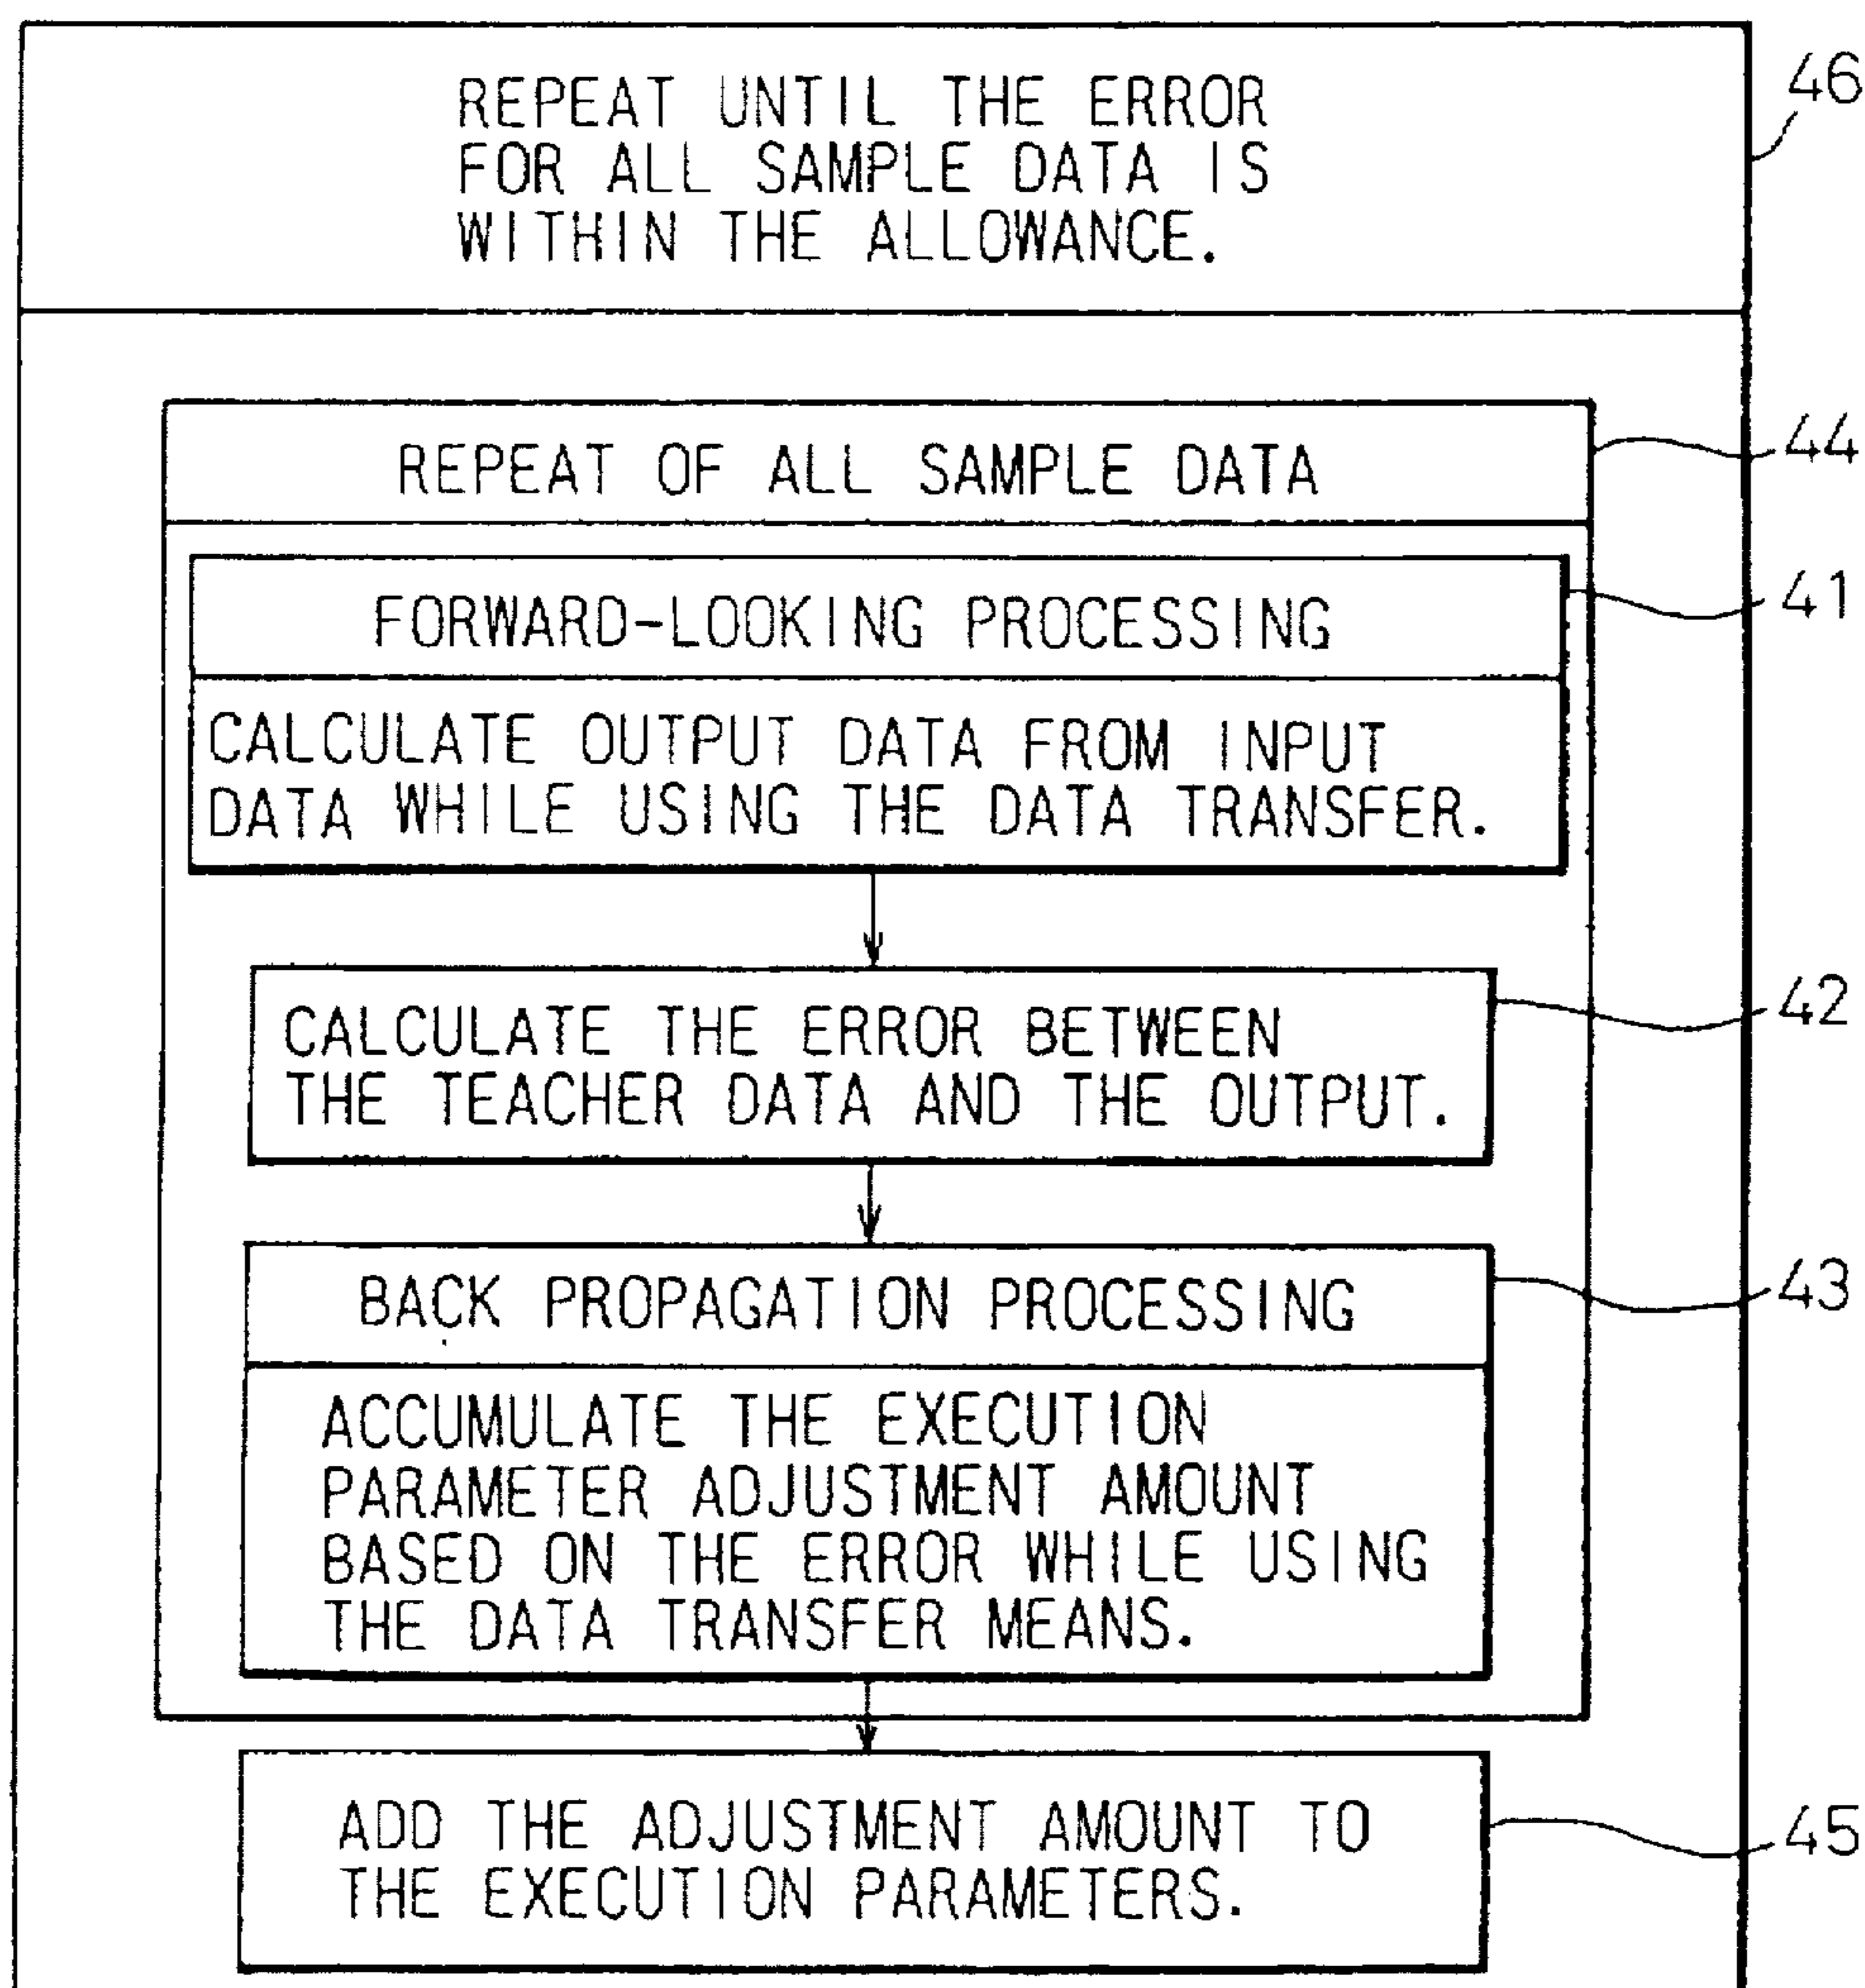 REPEAT UNTIL THE ERROR
FOR ALL SAMPLE DATA IS
WITHIN THE ALLOWANCE.
46
REPEAT OF ALL SAMPLE DATA
44
FORWARD-LOOKING PROCESSING
41
CALCULATE OUTPUT DATA FROM INPUT
DATA WHILE USING THE DATA TRANSFER.
CALCULATE THE ERROR BETWEEN
THE TEACHER DATA AND THE OUTPUT.
42
BACK PROPAGATION PROCESSING
43
ACCUMULATE THE EXECUTION
PARAMETER ADJUSTMENT AMOUNT
BASED ON THE ERROR WHILE USING
THE DATA TRANSFER MEANS.
ADD THE ADJUSTMENT AMOUNT TO
THE EXECUTION PARAMETERS.
45